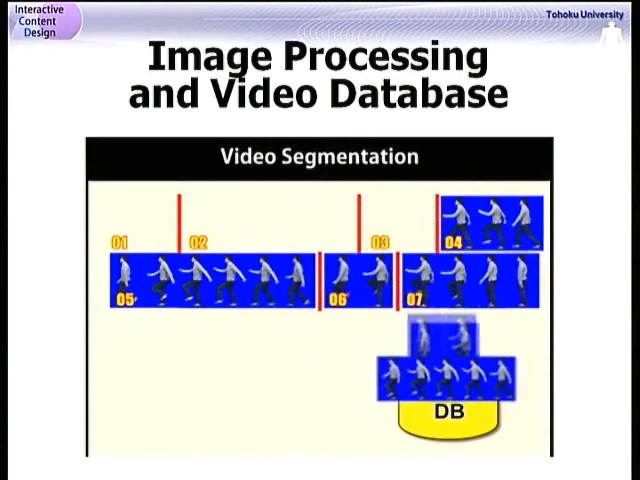 Interactive
Content
Design
Tohoku University
Image Processing
and Video Database
Video Segmentation
01 02 03 04
05 06 07
DB